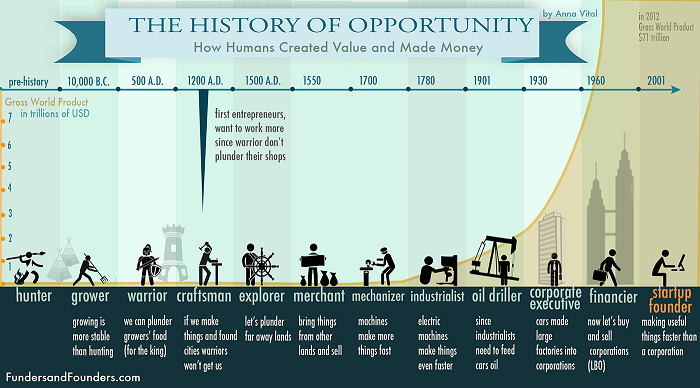 THE HISTORY OF OPPORTUNITY
by Anna Vital
How Humans Created Value and Made Money
in 2012
Gross World Product
$71 trillion
pre-history
10,000 B.C.
500 A.D.
1200 A.D.
1500 A.D.
1550
1700
1780
1901
1930
1960
2001
Gross World Product
in trillions of USD
7
6
5
4
3
2
1
first entrepreneurs,
want to work more
since warrior don't
plunder their shops
hunter
grower
growing is
more stable
than hunting
warrior
we can plunder
growers' food
(for the king)
craftsman
if we make
things and found
cities warriors
won't get us
explorer
let's plunder
far away lands
merchant
bring things
from other
lands and sell
mechanizer
machines
make more
things fast
industrialist
electric
machines
make things
even faster
oil driller
since
industrialists
need to feed
cars oil
corporate
executive
cars made
large
factories into
corporations
financier
now let's buy
and sell
corporations
(LBO)
startup
founder
making useful
things faster than
a corporation
FundersandFounders.com